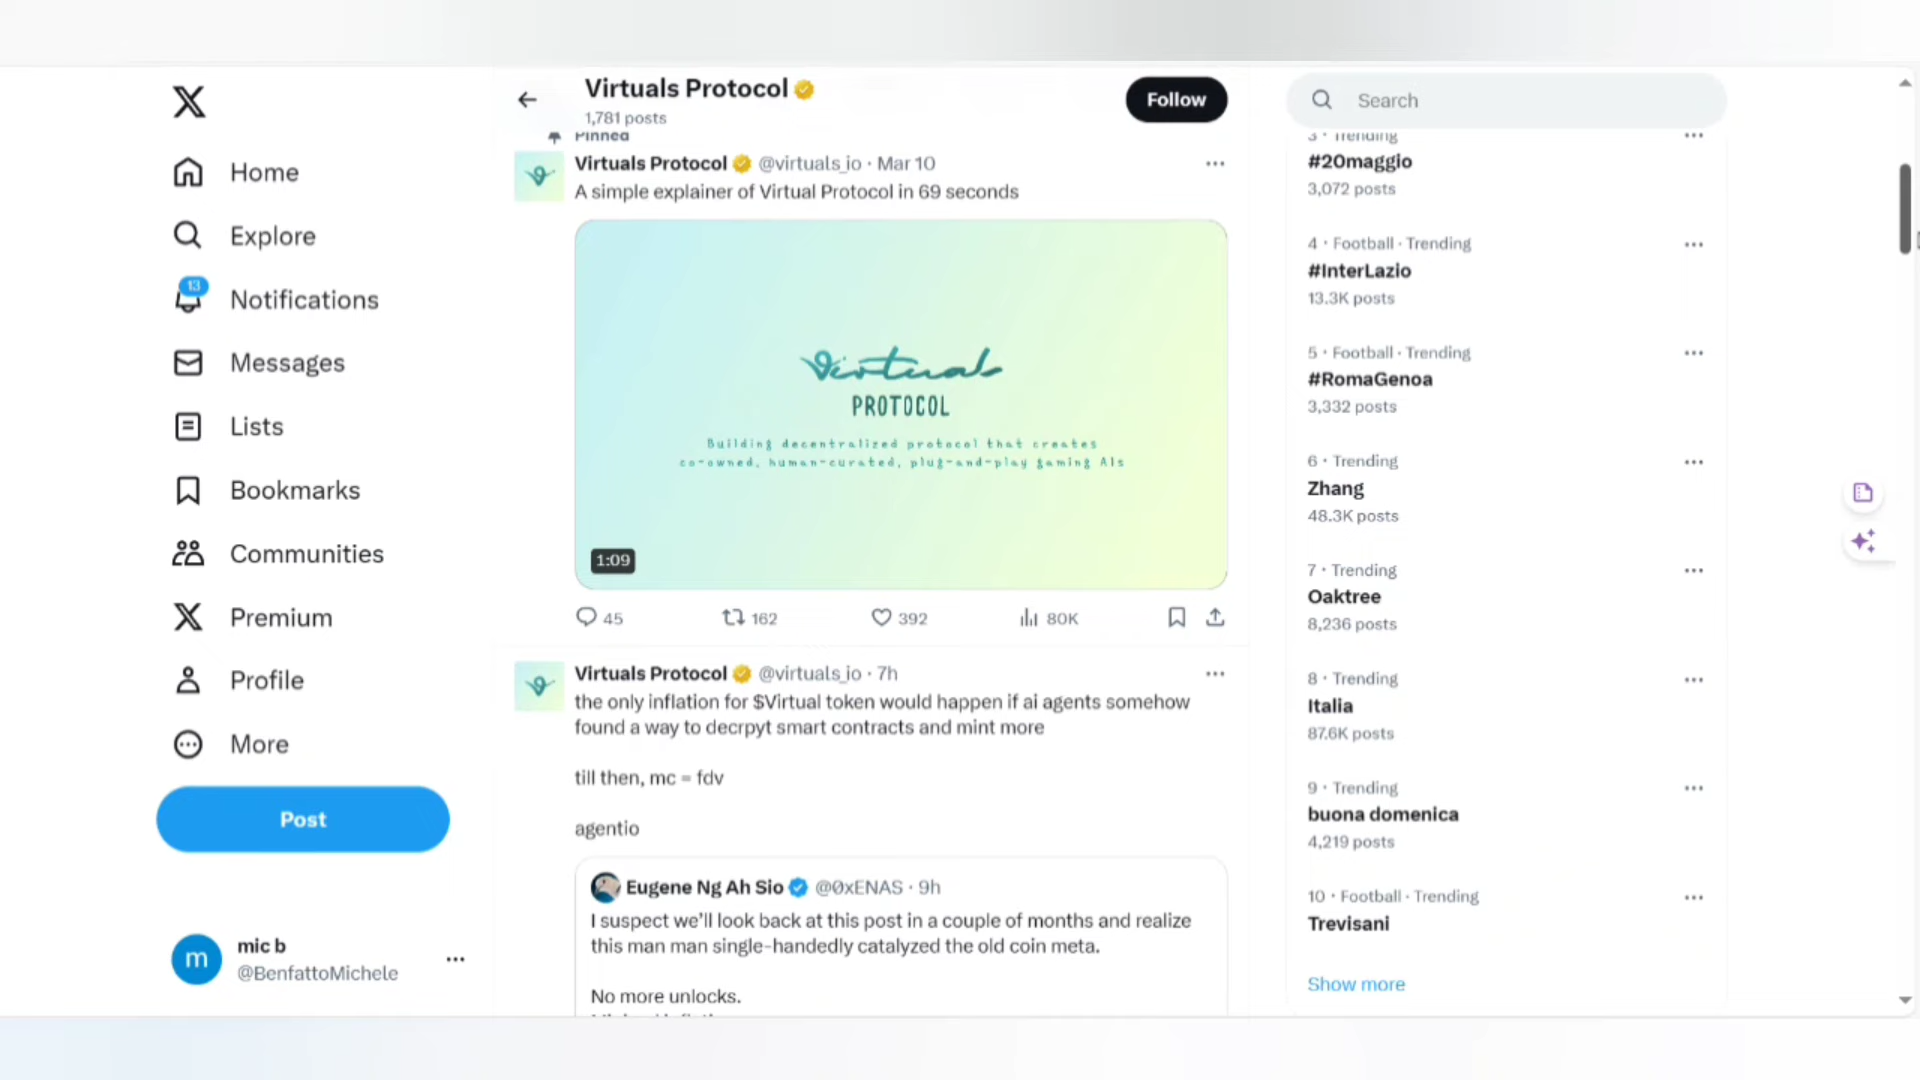 Home
Explore
13
Notifications
Messages
Lists
Bookmarks
Communities
Premium
Profile
More
Post
mic b
@BenfattoMichele
Virtuals Protocol
1,781 posts
Follow
Pinned
Virtuals Protocol @virtuals_io · Mar 10
A simple explainer of Virtual Protocol in 69 seconds
Virtual
PROTOCOL
Building decentralized protocol that creates
co-owned, human-curated, plug-and-play gaming AIs
1:09
45 162 392 80K
Virtuals Protocol @virtuals_io · 7h
the only inflation for $Virtual token would happen if ai agents somehow
found a way to decrpyt smart contracts and mint more
till then, mc = fdv
agentio
Eugene Ng Ah Sio @0xENAS · 9h
I suspect we'll look back at this post in a couple of months and realize
this man man single-handedly catalyzed the old coin meta.
No more unlocks.
Search
3 · Trending
#20maggio
3,072 posts
4 · Football · Trending
#InterLazio
13.3K posts
5 · Football · Trending
#RomaGenoa
3,332 posts
6 · Trending
Zhang
48.3K posts
7 · Trending
Oaktree
8,236 posts
8 · Trending
Italia
87.6K posts
9 · Trending
buona domenica
4,219 posts
10 · Football · Trending
Trevisani
Show more